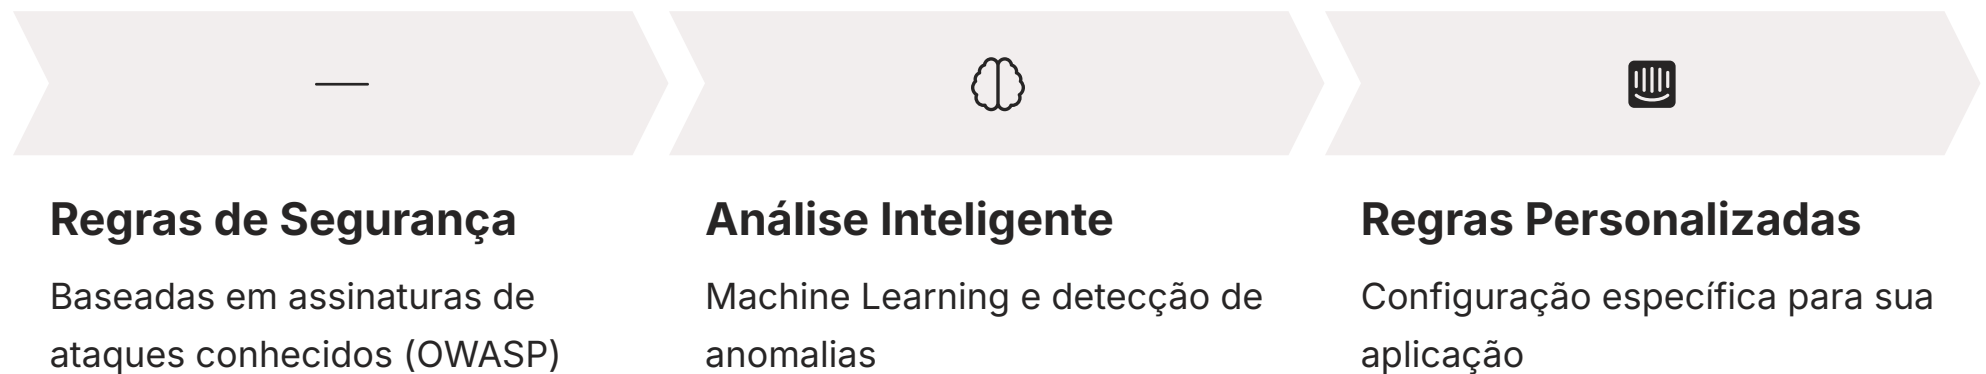 Regras de Segurança
Baseadas em assinaturas de
ataques conhecidos (OWASP)
Análise Inteligente
Machine Learning e detecção de
anomalias
Regras Personalizadas
Configuração específica para sua
aplicação